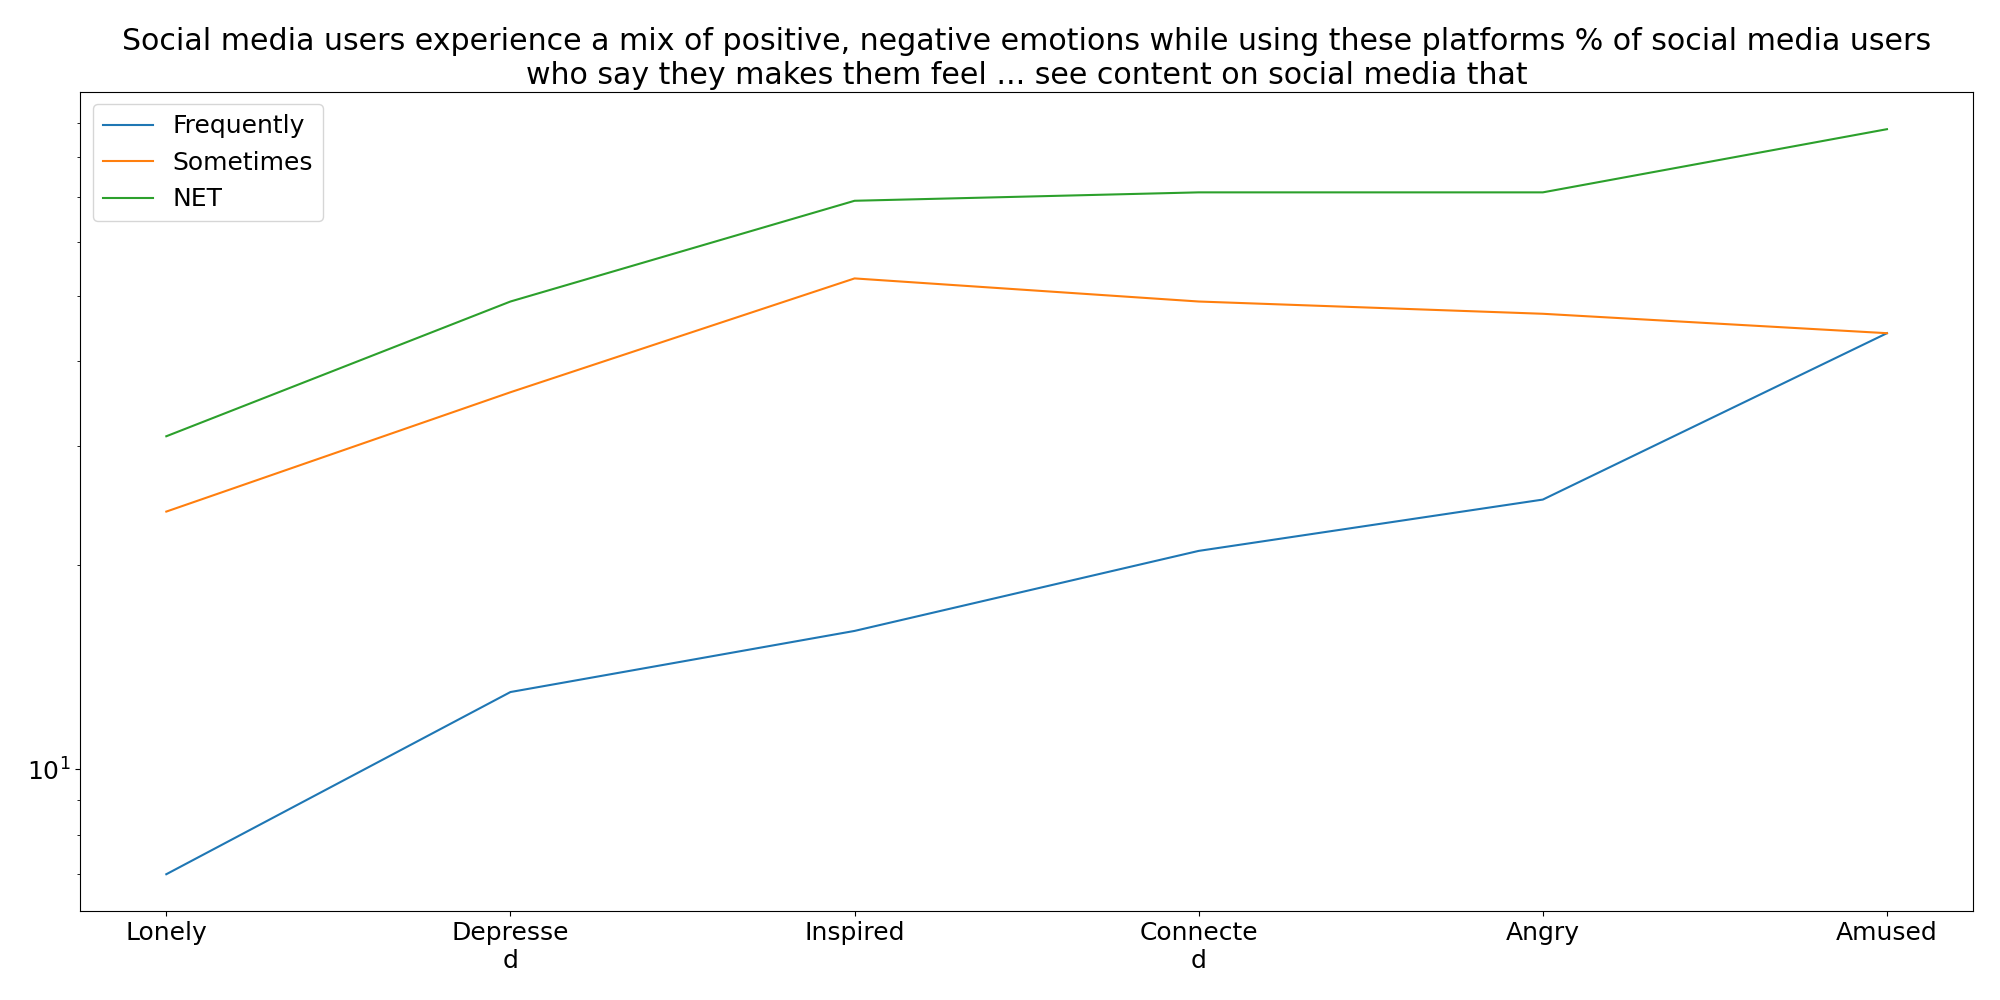 Social media users experience a mix of positive, negative emotions while using these platforms % of social media users
who say they makes them feel ... see content on social media that
Frequently
Sometimes
NET
10¹
Lonely
Depresse
d
Inspired
Connecte
d
Angry
Amused